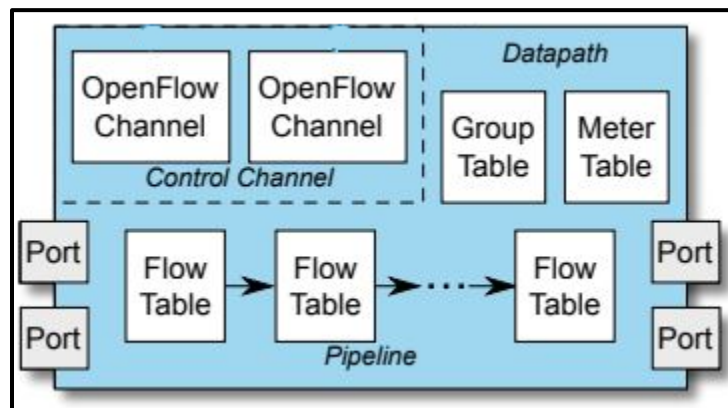 OpenFlow
Channel
OpenFlow
Channel
Control Channel
Datapath
Group
Table
Meter
Table
Port
Port
Flow
Table
Flow
Table
...
Flow
Table
Pipeline
Port
Port